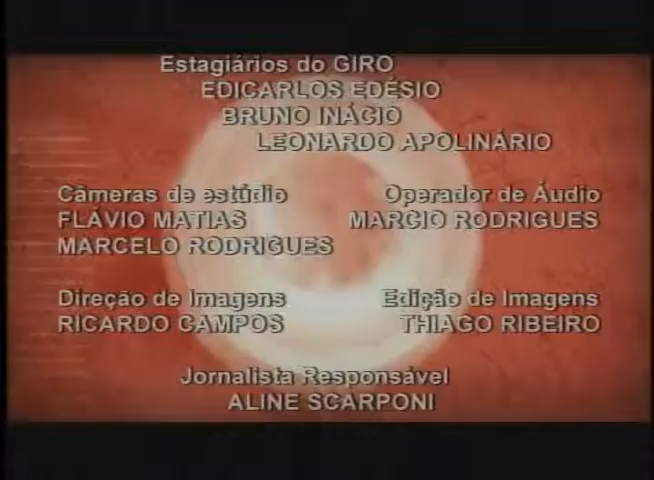 Estagiários do GIRO
EDICARLOS EDÉSIO
BRUNO INÁCIO
LEONARDO APOLINÁRIO
Câmeras de estúdio
FLÁVIO MATIAS
MARCELO RODRIGUES
Operador de Áudio
MARCIO RODRIGUES
Direção de Imagens
RICARDO CAMPOS
Edição de Imagens
THIAGO RIBEIRO
Jornalista Responsável
ALINE SCARPONI